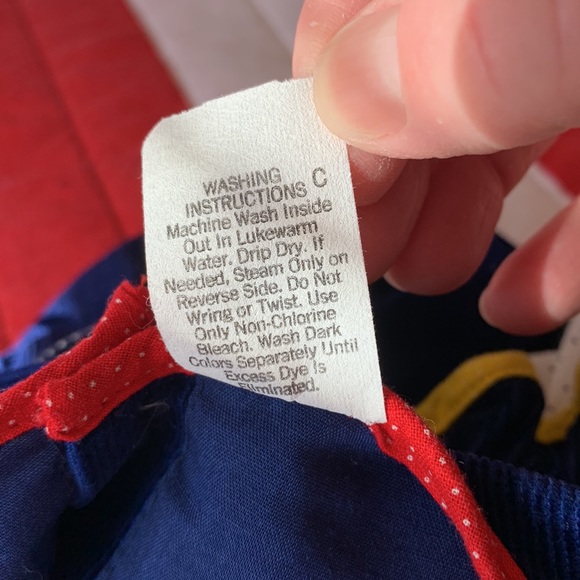 WASHING
INSTRUCTIONS C
Machine Wash Inside
Out In Lukewarm
Water. Drip Dry. If
Needed, Steam Only on
Reverse Side. Do Not
Wring or Twist. Use
Only Non-Chlorine
Bleach. Wash Dark
Colors Separately Until
Excess Dye Is
Eliminated.